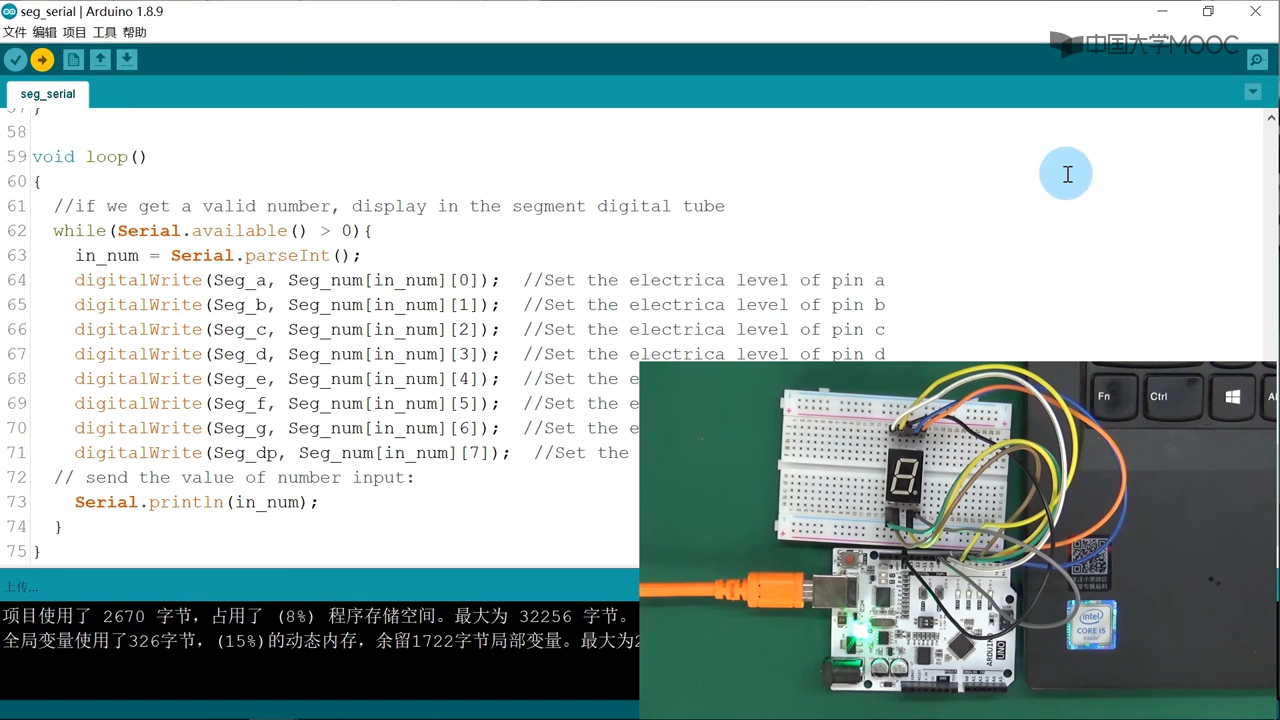 seg_serial | Arduino 1.8.9
文件 编辑 项目 工具 帮助
中国大学MOOC
seg_serial
57 }
58
59 void loop()
60 {
61 //if we get a valid number, display in the segment digital tube
62 while(Serial.available() > 0){
63 in_num = Serial.parseInt();
64 digitalWrite(Seg_a, Seg_num[in_num][0]); //Set the electrica level of pin a
65 digitalWrite(Seg_b, Seg_num[in_num][1]); //Set the electrica level of pin b
66 digitalWrite(Seg_c, Seg_num[in_num][2]); //Set the electrica level of pin c
67 digitalWrite(Seg_d, Seg_num[in_num][3]); //Set the electrica level of pin d
68 digitalWrite(Seg_e, Seg_num[in_num][4]); //Set the e
69 digitalWrite(Seg_f, Seg_num[in_num][5]); //Set the e
70 digitalWrite(Seg_g, Seg_num[in_num][6]); //Set the e
71 digitalWrite(Seg_dp, Seg_num[in_num][7]); //Set the
72 // send the value of number input:
73 Serial.println(in_num);
74 }
75 }
上传...
项目使用了 2670 字节，占用了 (8%) 程序存储空间。最大为 32256 字节。
全局变量使用了326字节，(15%)的动态内存，余留1722字节局部变量。最大为2
Fn
Ctrl
Al
intel
CORE i5
ARDUINO
UNO